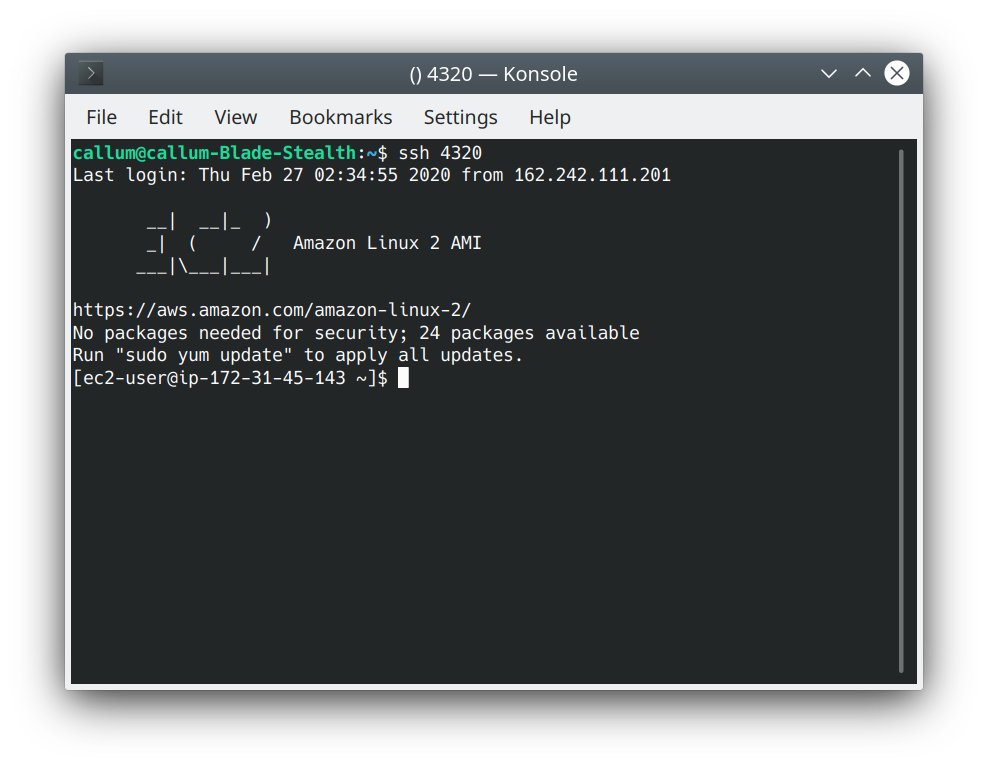 () 4320 — Konsole
File Edit View Bookmarks Settings Help
callum@callum-Blade-Stealth:~$ ssh 4320
Last login: Thu Feb 27 02:34:55 2020 from 162.242.111.201
       __|  __|_  )
       _|  (     /   Amazon Linux 2 AMI
      ___|\___|___|
https://aws.amazon.com/amazon-linux-2/
No packages needed for security; 24 packages available
Run "sudo yum update" to apply all updates.
[ec2-user@ip-172-31-45-143 ~]$